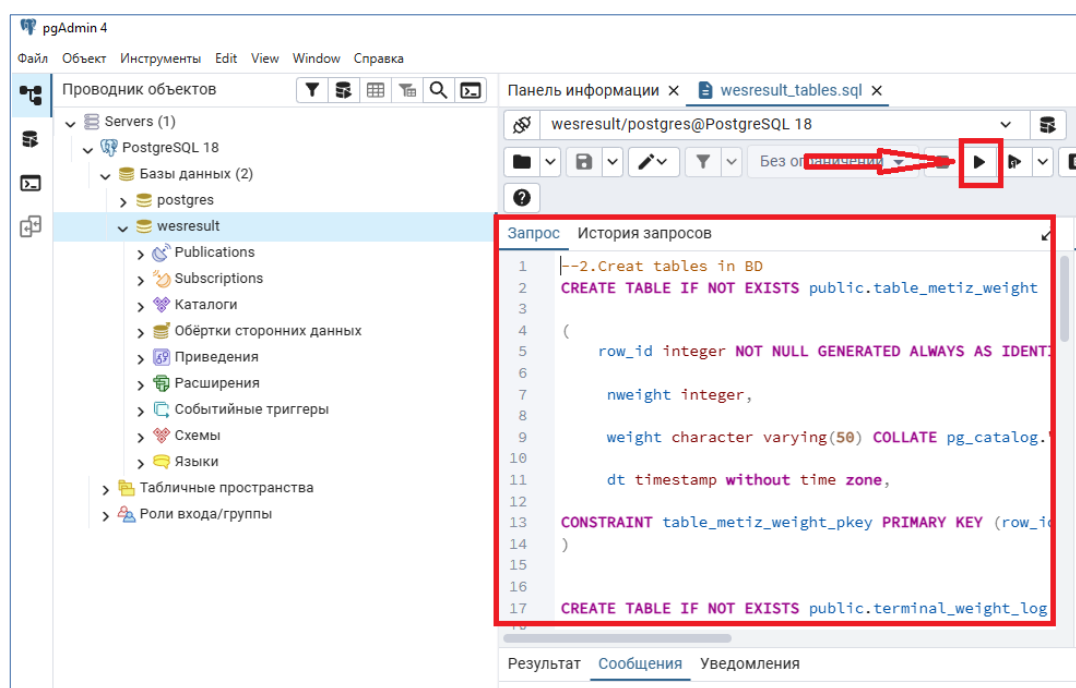 pgAdmin 4
Файл Объект Инструменты Edit View Window Справка
Проводник объектов
Servers (1)
PostgreSQL 18
Базы данных (2)
postgres
wesresult
Publications
Subscriptions
Каталоги
Обёртки сторонних данных
Приведения
Расширения
Событийные триггеры
Схемы
Языки
Табличные пространства
Роли входа/группы
Панель информации
wesresult_tables.sql
wesresult/postgres@PostgreSQL 18
Без ограничений
Запрос История запросов
1 --2.Creat tables in BD
2 CREATE TABLE IF NOT EXISTS public.table_metiz_weight
3
4 (
5 row_id integer NOT NULL GENERATED ALWAYS AS IDENTI
6
7 nweight integer,
8
9 weight character varying(50) COLLATE pg_catalog."
10
11 dt timestamp without time zone,
12
13 CONSTRAINT table_metiz_weight_pkey PRIMARY KEY (row_id
14 )
15
16
17 CREATE TABLE IF NOT EXISTS public.terminal_weight_log
Результат Сообщения Уведомления